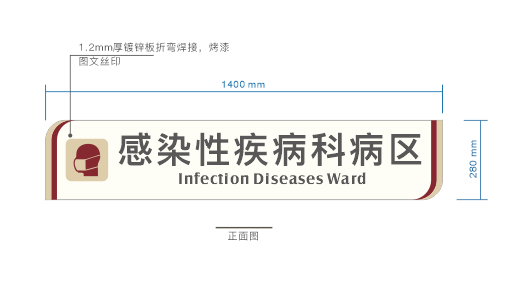 1.2mm厚镀锌板折弯焊接，烤漆
图文丝印
1400 mm
感染性疾病科病区
Infection Diseases Ward
280 mm
正面图